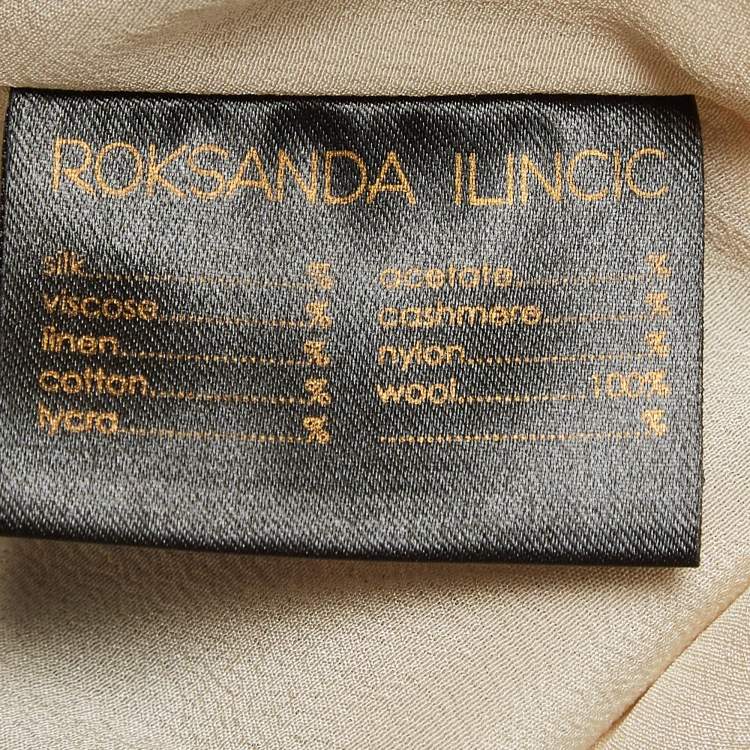 ROKSANDA ILINCIC
silk..............................%
viscose......................%
linen...........................%
cotton.......................%
lycra...........................%
acetate....................%
cashmere................%
nylon..........................%
wool....................100%
.....................................%